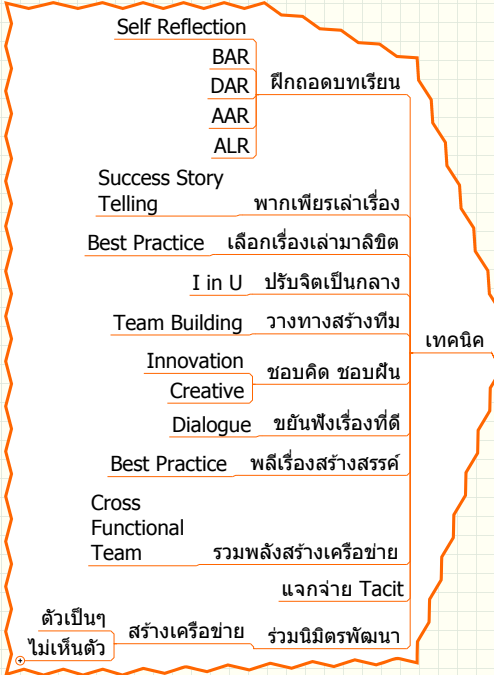 Self Reflection
BAR
DAR
AAR
ALR
ฝึกถอดบทเรียน
Success Story
Telling
พากเพียรเล่าเรื่อง
Best Practice
เลือกเรื่องเล่ามาลิขิต
I in U
ปรับจิตเป็นกลาง
Team Building
วางทางสร้างทีม
เทคนิค
Innovation
Creative
ชอบคิด ชอบฝัน
Dialogue
ขยันฟังเรื่องที่ดี
Best Practice
พลีเรื่องสร้างสรรค์
Cross
Functional
Team
รวมพลังสร้างเครือข่าย
แจกจ่าย Tacit
ตัวเป็นๆ
ไม่เห็นตัว
สร้างเครือข่าย
ร่วมนิมิตรพัฒนา